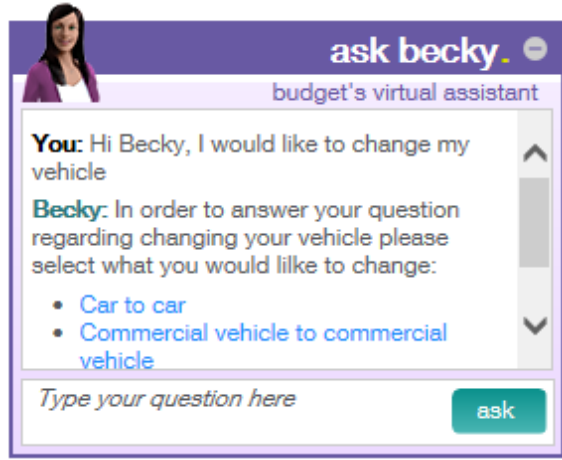 ask becky.
budget's virtual assistant
You: Hi Becky, I would like to change my
vehicle
Becky: In order to answer your question
regarding changing your vehicle please
select what you would lilke to change:
• Car to car
• Commercial vehicle to commercial
vehicle
Type your question here
ask